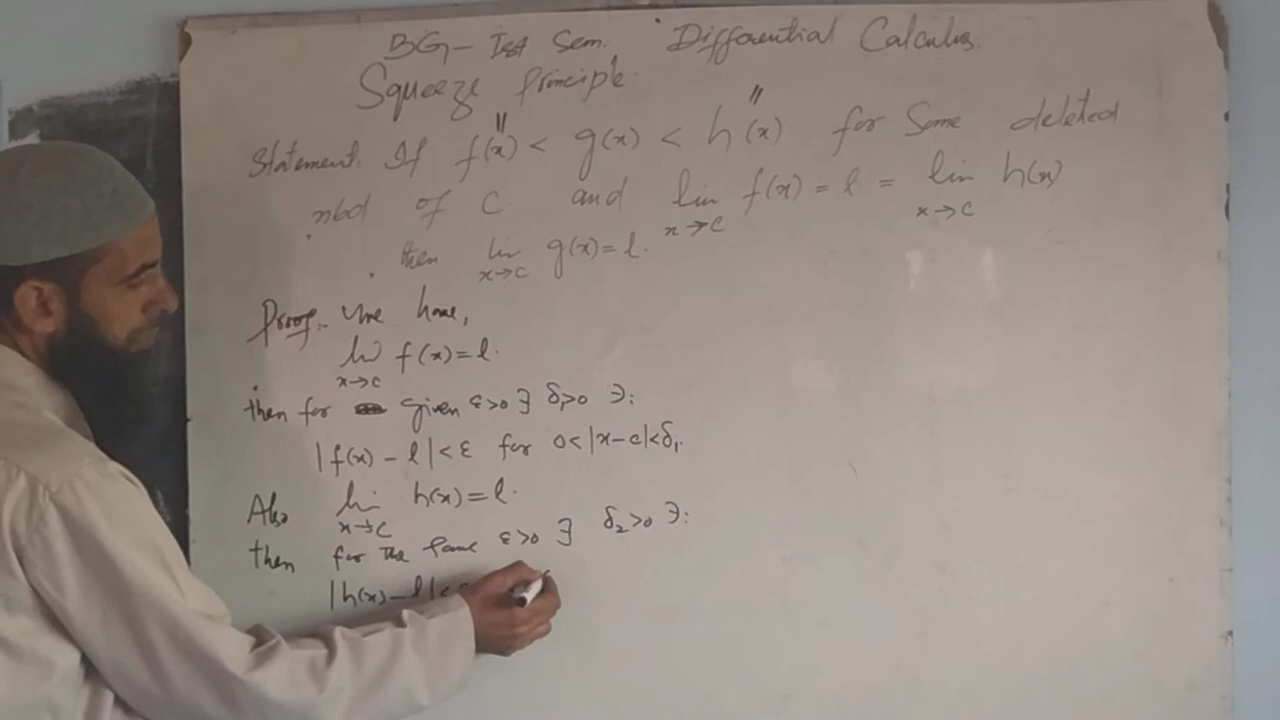 BG - Ist Sem. Differential Calculus.
Squeeze Principle.
Statement. If f(x) < g(x) < h(x) for Some deleted
nbd of C and lim x→c f(x) = l = lim x→c h(x)
then lim x→c g(x) = l.
Proof:- We have,
lim x→c f(x) = l.
then for given ε>0 ∃ δ₁>0 ∋:
|f(x) - l| < ε for 0<|x-c|<δ₁.
Also lim x→c h(x) = l.
then for the same ε>0 ∃ δ₂>0 ∋:
|h(x) - l| <